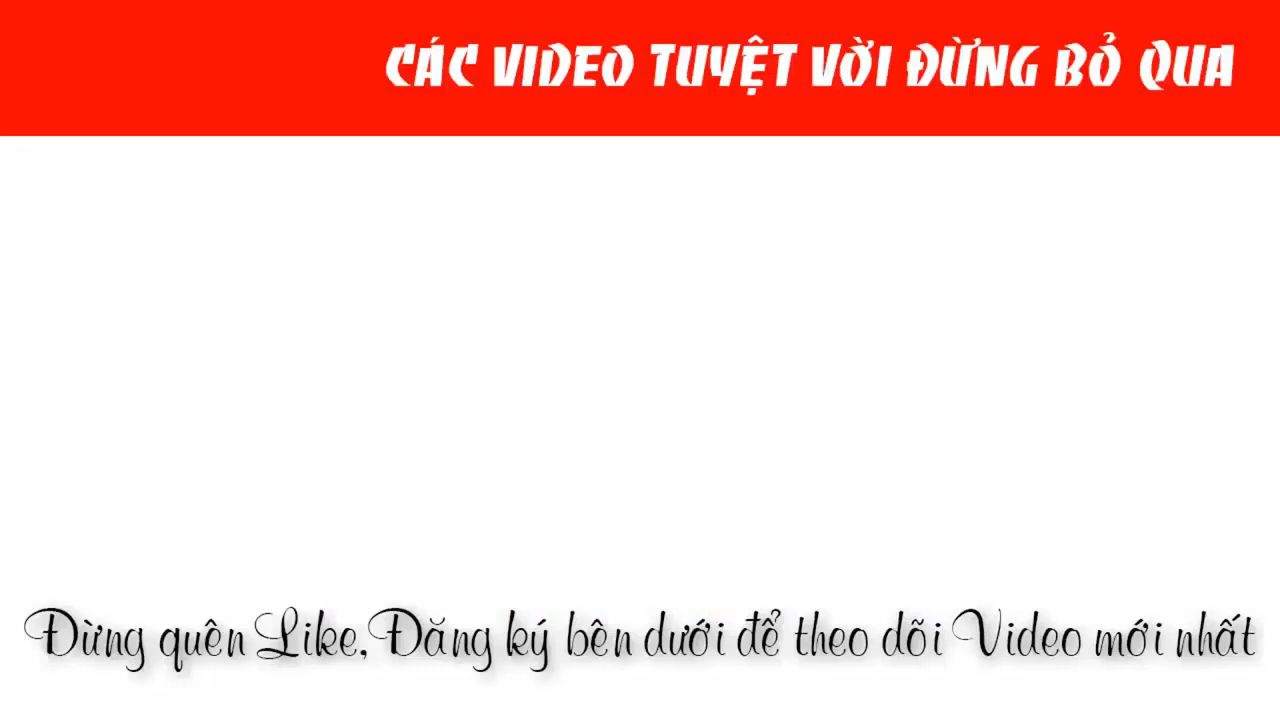 CÁC VIDEO TUYỆT VỜI ĐỪNG BỎ QUA
Đừng quên Like,Đăng ký bên dưới để theo dõi Video mới nhất